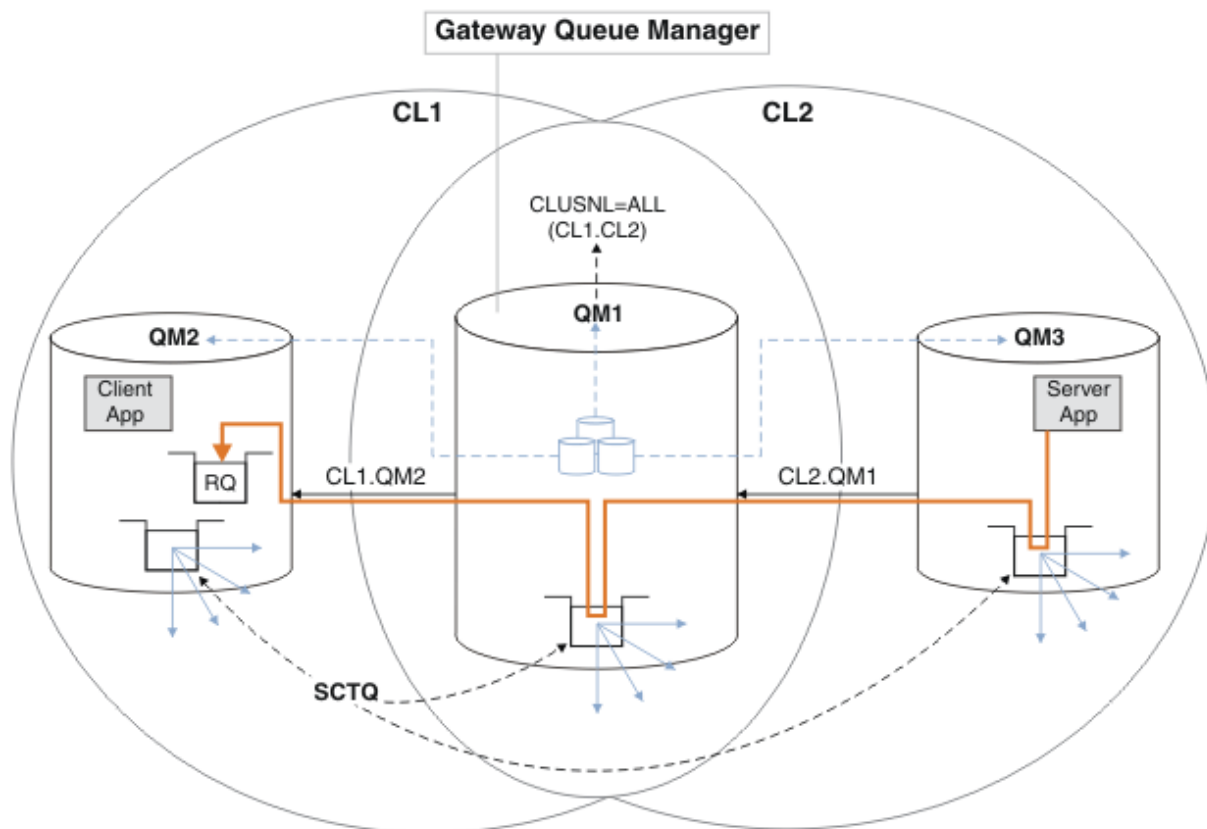 Gateway Queue Manager
CL1
CL2
CLUSNL=ALL
(CL1.CL2)
QM2
QM1
QM3
Client
App
Server
App
RQ
CL1.QM2
CL2.QM1
SCTQ